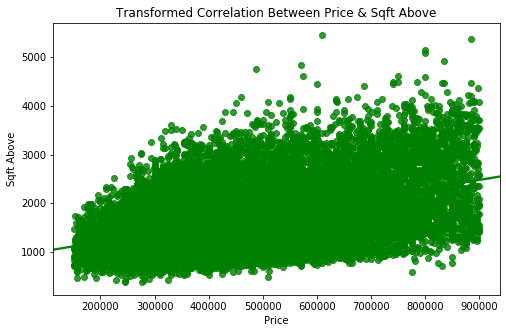 Transformed Correlation Between Price & Sqft Above
5000
4000
3000
2000
1000
Sqft Above
200000 300000 400000 500000 600000 700000 800000 900000
Price